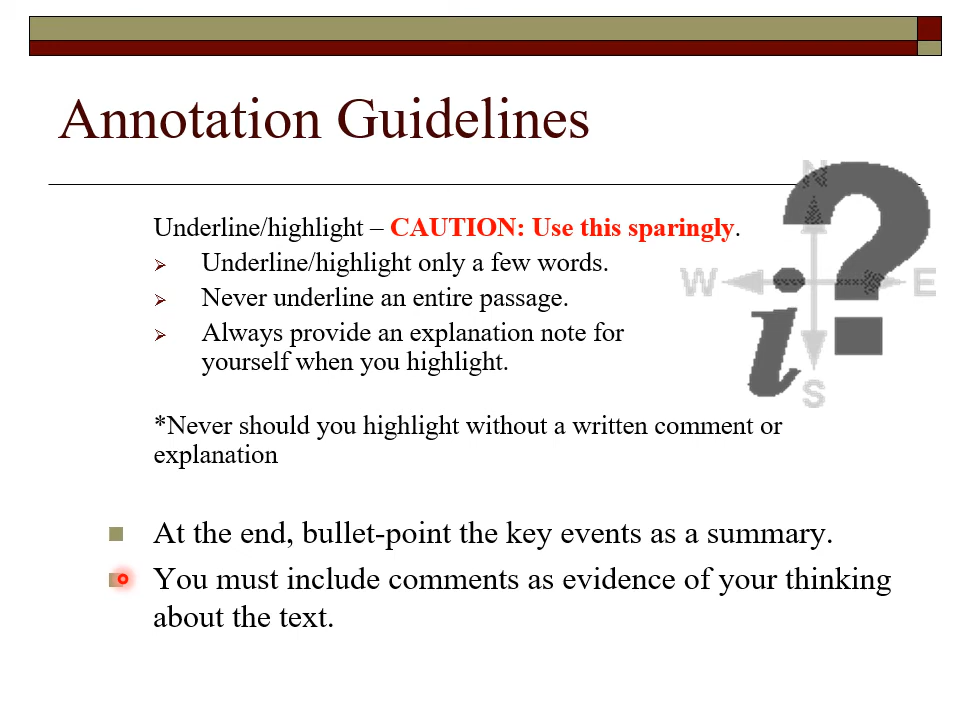 Annotation Guidelines
Underline/highlight – CAUTION: Use this sparingly.
Underline/highlight only a few words.
Never underline an entire passage.
Always provide an explanation note for
yourself when you highlight.
N
W
E
S
i?
*Never should you highlight without a written comment or
explanation
At the end, bullet-point the key events as a summary.
You must include comments as evidence of your thinking
about the text.